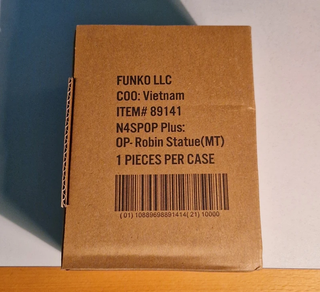 FUNKO LLC
COO: Vietnam
ITEM# 89141
N4SPOP Plus:
OP- Robin Statue(MT)
1 PIECES PER CASE
( 01) 10889698891414( 21) 10000